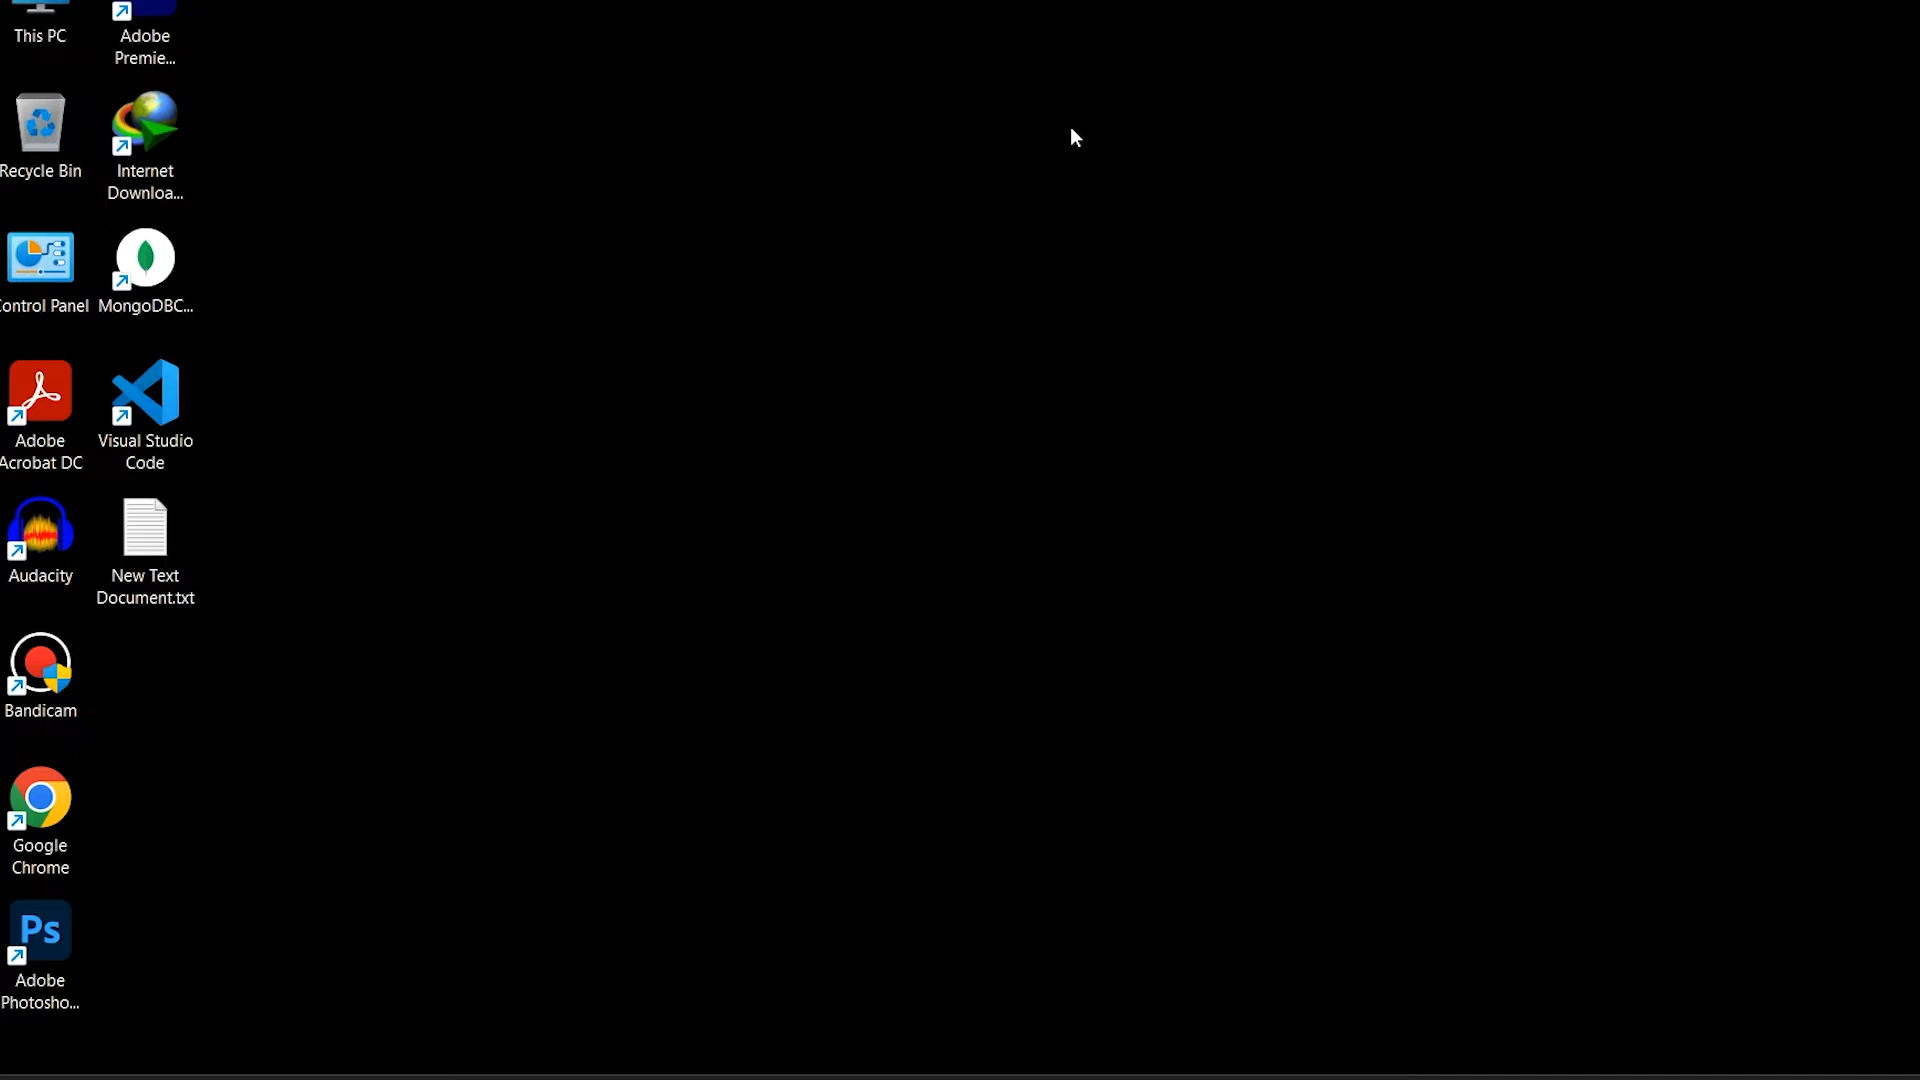 This PC
Adobe
Premie...
Recycle Bin
Internet
Downloa...
Control Panel
MongoDBC...
Adobe
Acrobat DC
Visual Studio
Code
Audacity
New Text
Document.txt
Bandicam
Google
Chrome
Ps
Adobe
Photosho...